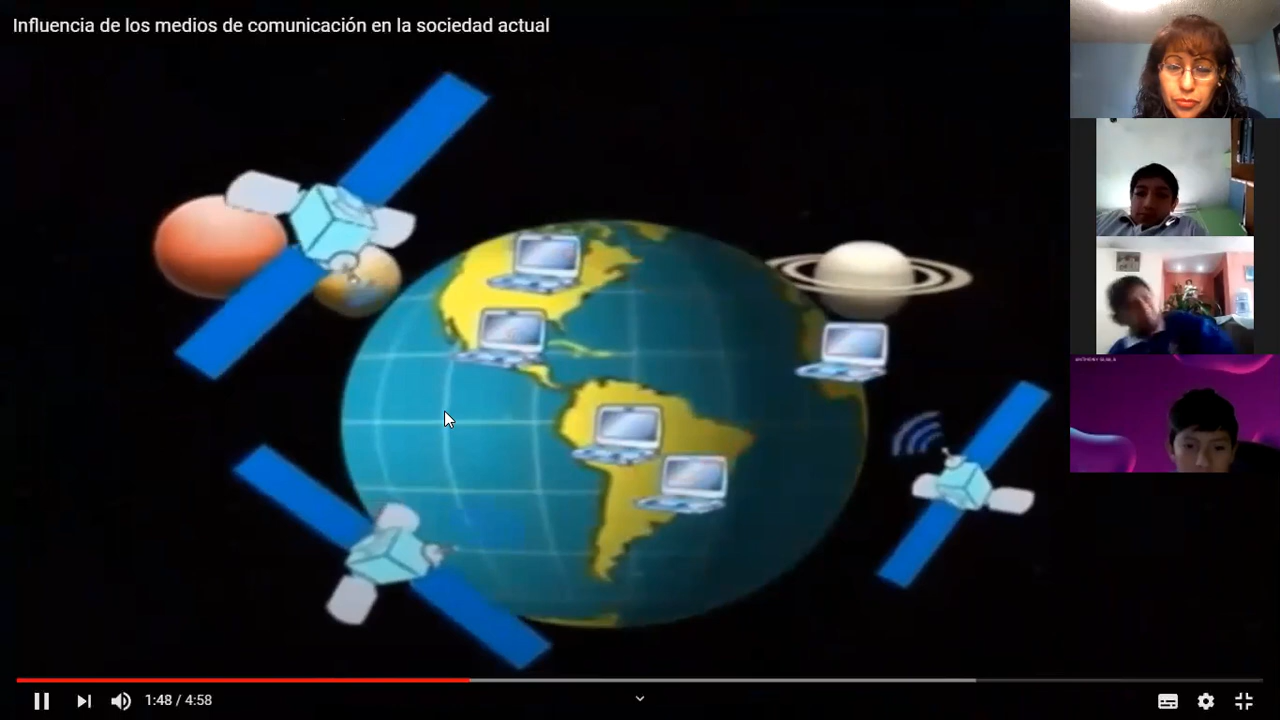 Influencia de los medios de comunicación en la sociedad actual
1:48 / 4:58